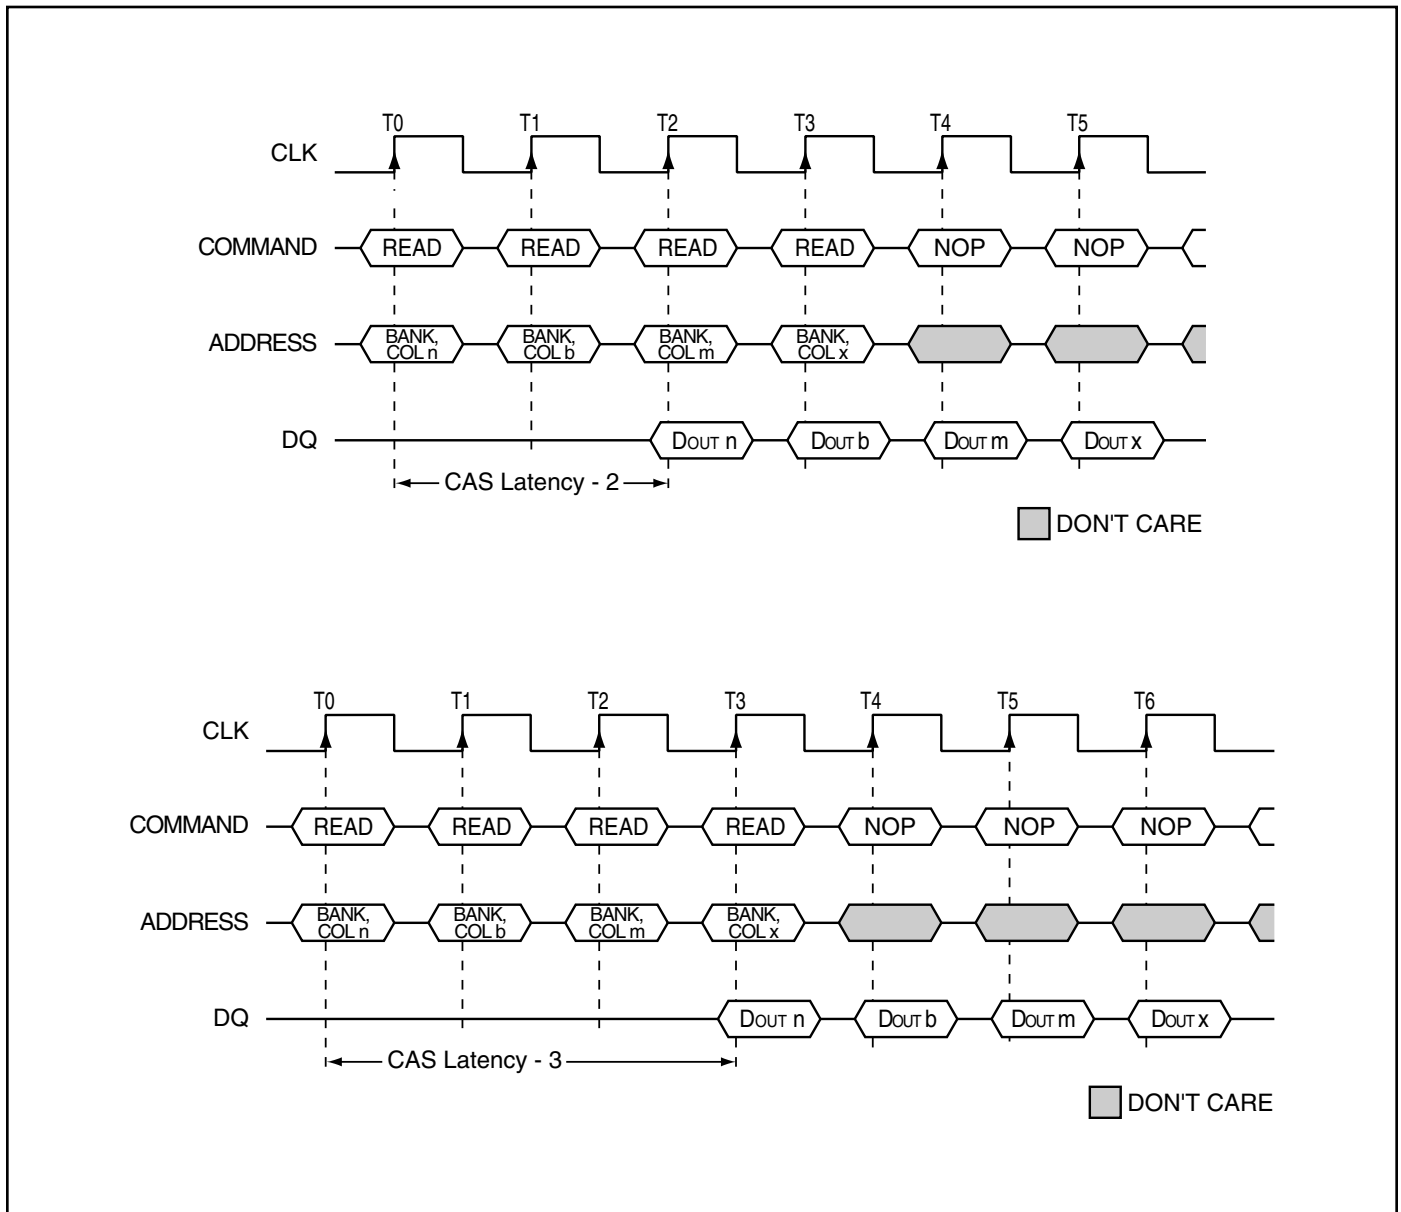 T0 T1 T2 T3 T4 T5
CLK
COMMAND READ READ READ READ NOP NOP
ADDRESS BANK, COL n BANK, COL b BANK, COL m BANK, COL x
DQ DOUT n DOUT b DOUT m DOUT x
CAS Latency - 2
DON'T CARE
T0 T1 T2 T3 T4 T5 T6
CLK
COMMAND READ READ READ READ NOP NOP NOP
ADDRESS BANK, COL n BANK, COL b BANK, COL m BANK, COL x
DQ DOUT n DOUT b DOUT m DOUT x
CAS Latency - 3
DON'T CARE